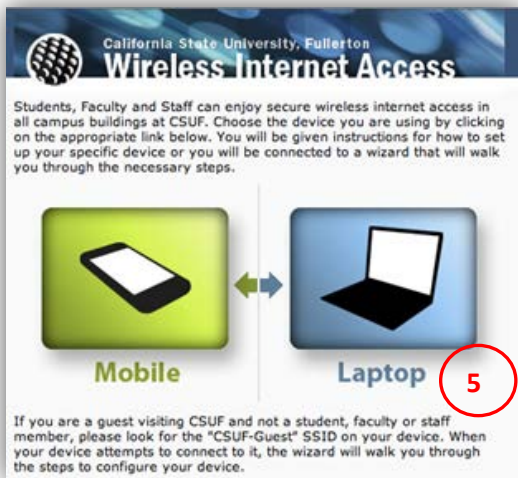 California State University, Fullerton
Wireless Internet Access
Students, Faculty and Staff can enjoy secure wireless internet access in
all campus buildings at CSUF. Choose the device you are using by clicking
on the appropriate link below. You will be given instructions for how to set
up your specific device or you will be connected to a wizard that will walk
you through the necessary steps.
Mobile
Laptop
5
If you are a guest visiting CSUF and not a student, faculty or staff
member, please look for the "CSUF-Guest" SSID on your device. When
your device attempts to connect to it, the wizard will walk you through
the steps to configure your device.